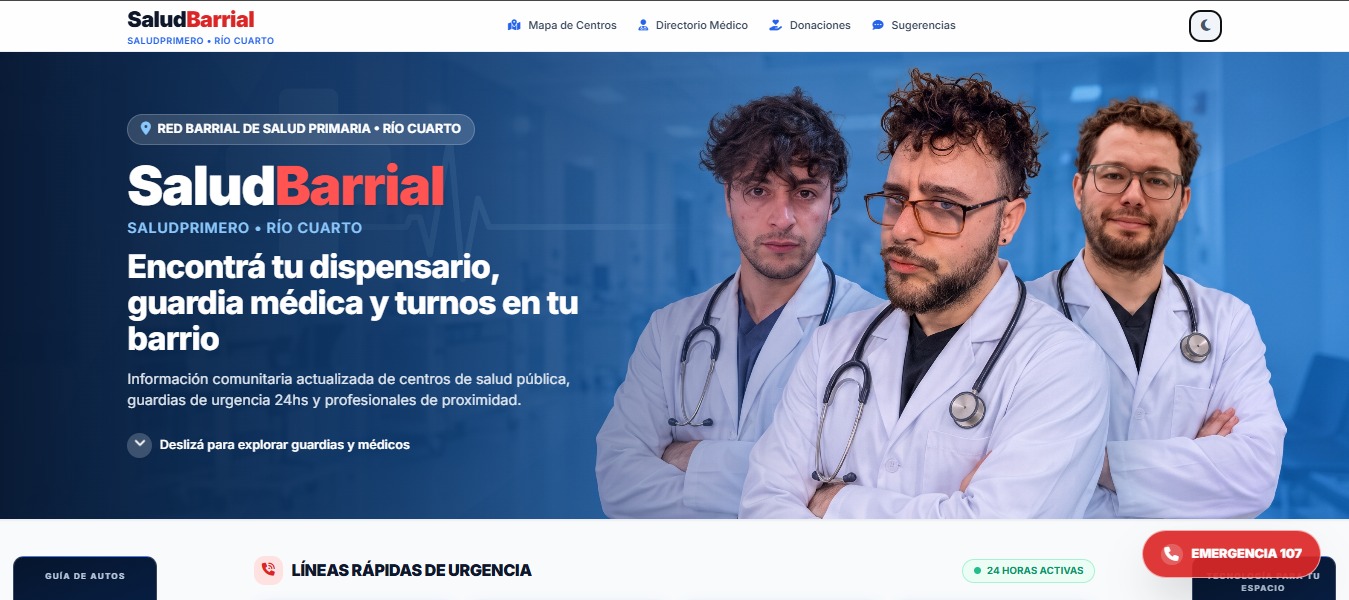 SaludBarrial
SALUDPRIMERO • RÍO CUARTO
Mapa de Centros
Directorio Médico
Donaciones
Sugerencias
RED BARRIAL DE SALUD PRIMARIA • RÍO CUARTO
SaludBarrial
SALUDPRIMERO • RÍO CUARTO
Encontrá tu dispensario,
guardia médica y turnos en tu
barrio
Información comunitaria actualizada de centros de salud pública,
guardias de urgencia 24hs y profesionales de proximidad.
Deslizá para explorar guardias y médicos
GUÍA DE AUTOS
LÍNEAS RÁPIDAS DE URGENCIA
24 HORAS ACTIVAS
EMERGENCIA 107
TECNOLOGÍA PARA TU
ESPACIO